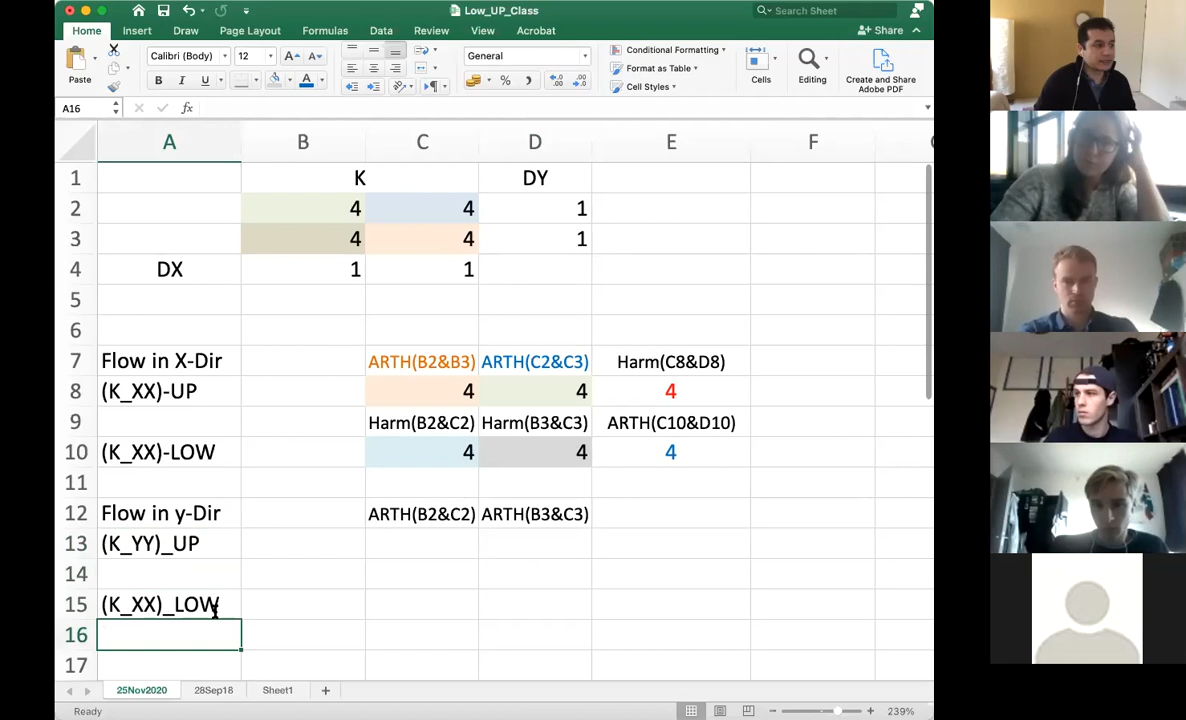 Low_UP_Class
Search Sheet
Home Insert Draw Page Layout Formulas Data Review View Acrobat Share
Calibri (Body) 12 A A General Conditional Formatting
Format as Table
Cell Styles
Paste B I U A % Cells Editing Create and Share Adobe PDF
A16 fx
A B C D E F
1 K DY
2 4 4 1
3 4 4 1
4 DX 1 1
5
6
7 Flow in X-Dir ARTH(B2&B3) ARTH(C2&C3) Harm(C8&D8)
8 (K_XX)-UP 4 4 4
9 Harm(B2&C2) Harm(B3&C3) ARTH(C10&D10)
10 (K_XX)-LOW 4 4 4
11
12 Flow in y-Dir ARTH(B2&C2) ARTH(B3&C3)
13 (K_YY)_UP
14
15 (K_XX)_LOW
16
17
25Nov2020 28Sep18 Sheet1
Ready 239%